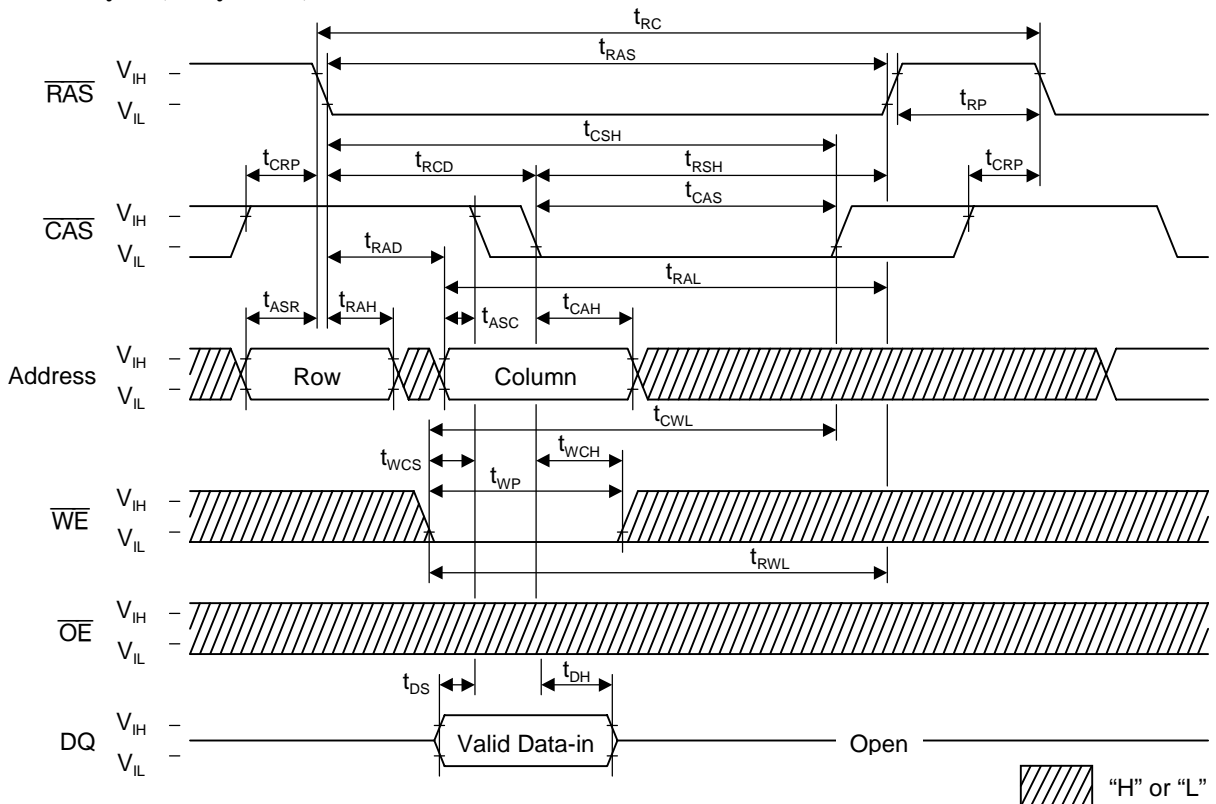 tRC
tRAS
VIH
RAS
VIL
tRP
tCSH
tCRP
tRCD
tRSH
tCRP
tCAS
VIH
CAS
VIL
tRAD
tRAL
tASR
tRAH
tASC
tCAH
VIH
Address
Row
Column
VIL
tCWL
tWCS
tWCH
tWP
VIH
WE
VIL
tRWL
VIH
OE
VIL
tDS
tDH
VIH
DQ
Valid Data-in
Open
VIL
“H” or “L”